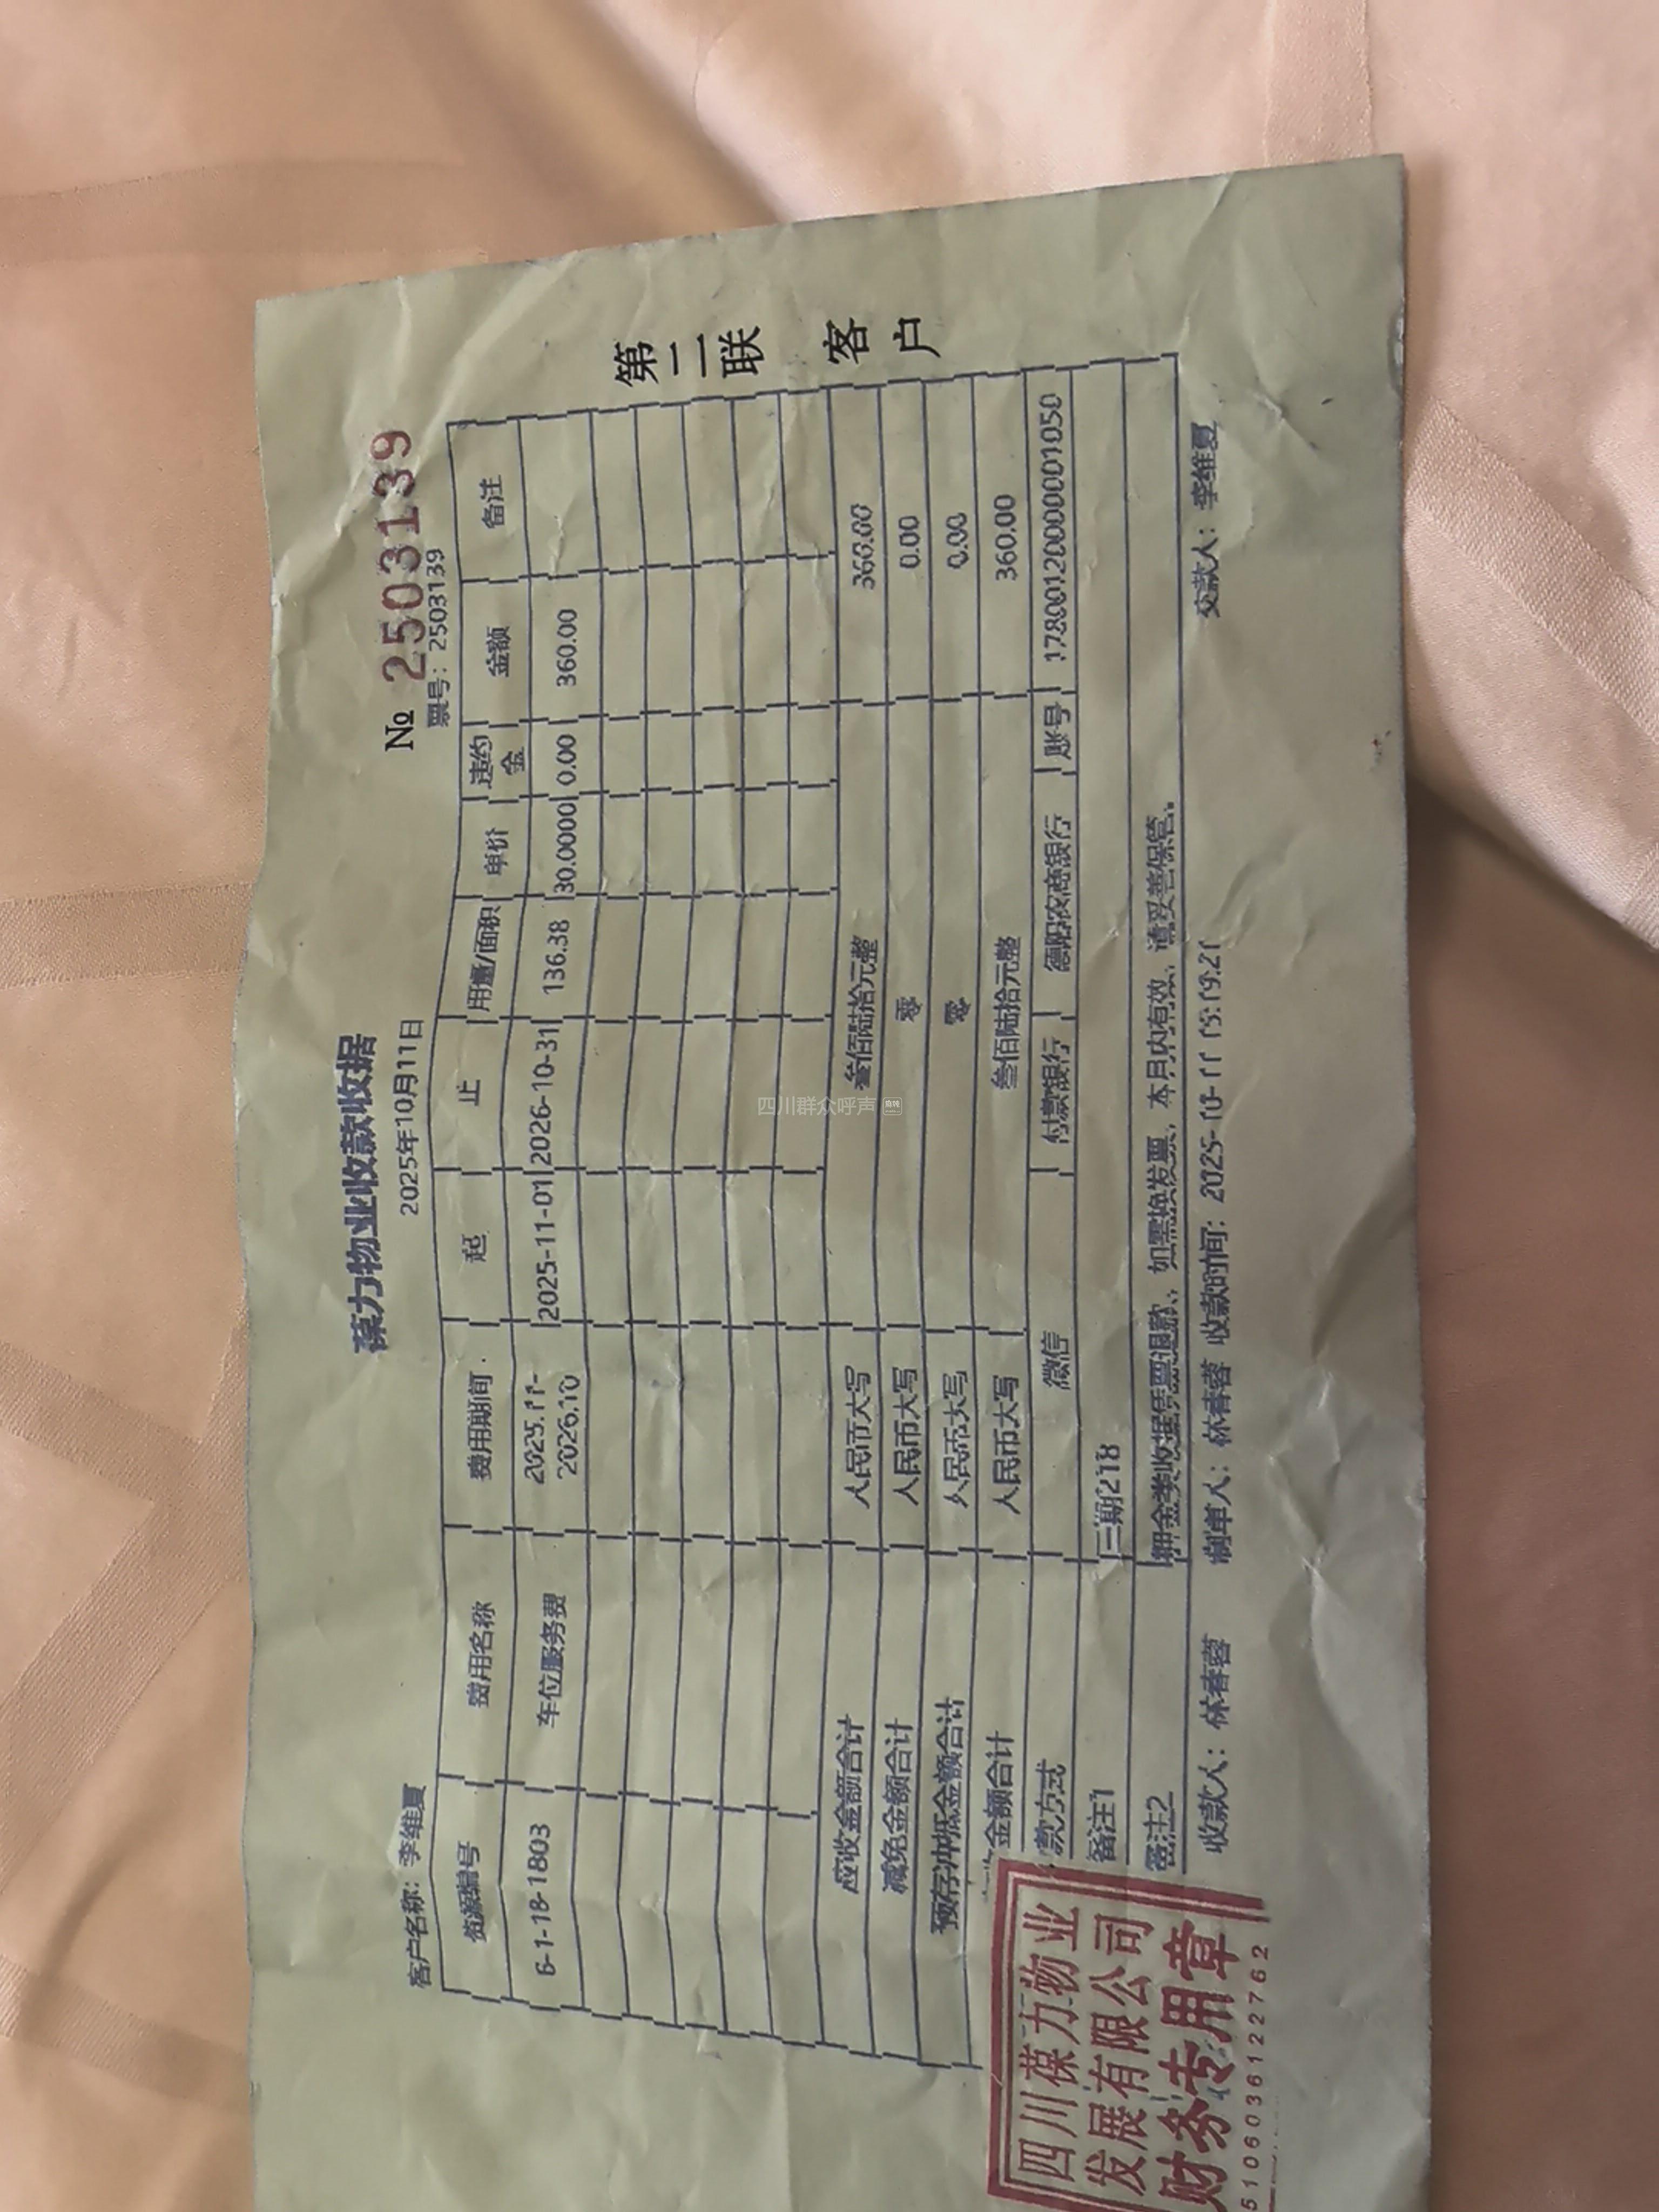 葆力物业收款收据
№ 2503139
2025年10月11日
票号：2503139
客户名称：李维夏
资源编号 费用名称 费用期间 起 止 用量/面积 单价 违约金 金额 备注
6-1-18-1803 车位服务费 2025.11-2026.10 2025-11-01 2026-10-31 136.38 30.0000 0.00 360.00
应收金额合计 人民币大写 叁佰陆拾元整 360.00
减免金额合计 人民币大写 零 0.00
预存冲抵金额合计 人民币大写 零 0.00
金额合计 人民币大写 叁佰陆拾元整 360.00
款方式 微信 付款银行 德阳农商银行 账号 17800120000001050
备注1 三期218
备注2 押金类收据凭票退款，如需换发票，本月内有效，请妥善保管。
收款人：林春蓉 制单人：林春蓉 收款时间：2025-10-11 15:19:21 交款人：李维夏
第二联 客户
四川葆力物业
发展有限公司
财务专用章
5106036122762
四川群众呼声